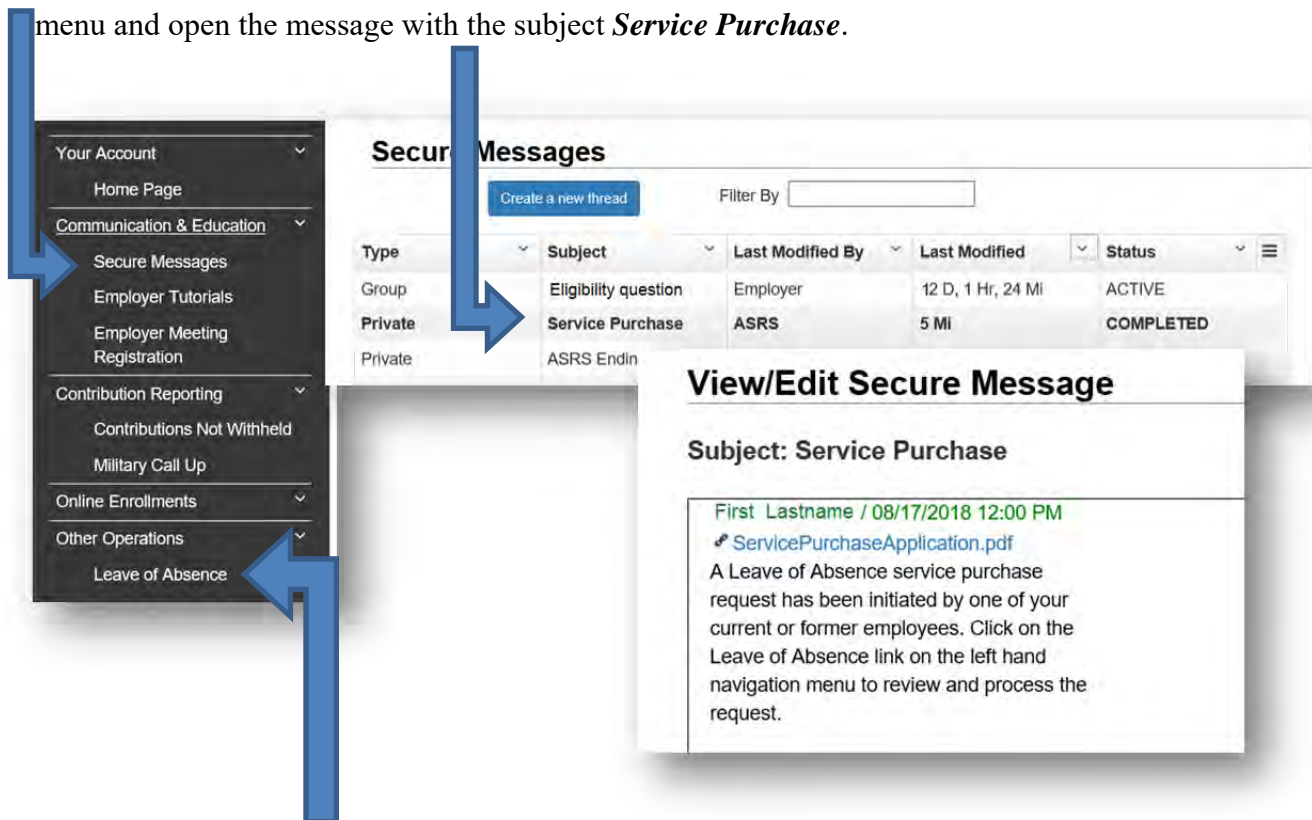 menu and open the message with the subject Service Purchase.
Your Account
Home Page
Communication & Education
Secure Messages
Employer Tutorials
Employer Meeting
Registration
Contribution Reporting
Contributions Not Withheld
Military Call Up
Online Enrollments
Other Operations
Leave of Absence
Secure Messages
Create a new thread Filter By
Type Subject Last Modified By Last Modified Status
Group Eligibility question Employer 12 D, 1 Hr, 24 Mi ACTIVE
Private Service Purchase ASRS 5 Mi COMPLETED
Private ASRS Endin
View/Edit Secure Message
Subject: Service Purchase
First Lastname / 08/17/2018 12:00 PM
ServicePurchaseApplication.pdf
A Leave of Absence service purchase
request has been initiated by one of your
current or former employees. Click on the
Leave of Absence link on the left hand
navigation menu to review and process the
request.